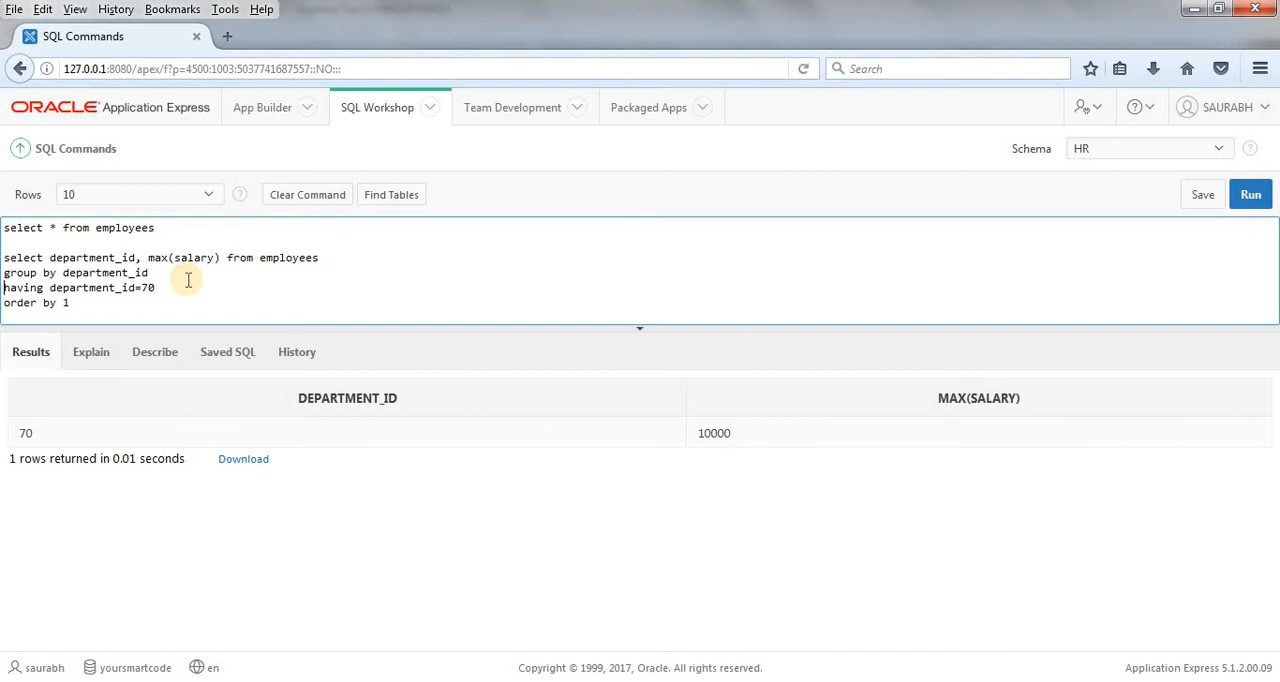 File Edit View History Bookmarks Tools Help
SQL Commands
127.0.0.1:8080/apex/f?p=4500:1003:5037741687557::NO:::
Search
ORACLE Application Express App Builder SQL Workshop Team Development Packaged Apps SAURABH
SQL Commands Schema HR
Rows 10 Clear Command Find Tables Save Run
select * from employees
select department_id, max(salary) from employees
group by department_id
having department_id=70
order by 1
Results Explain Describe Saved SQL History
DEPARTMENT_ID MAX(SALARY)
70 10000
1 rows returned in 0.01 seconds Download
saurabh yoursmartcode en Copyright © 1999, 2017, Oracle. All rights reserved. Application Express 5.1.2.00.09